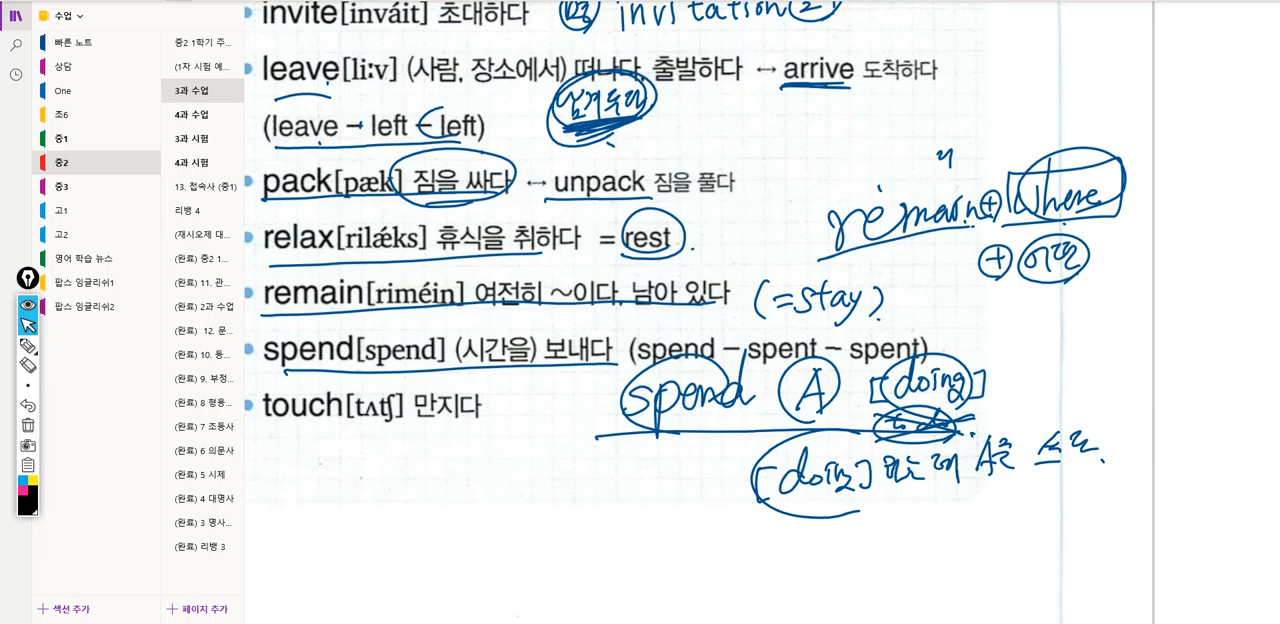 수업
빠른 노트
상담
One
초6
중1
중2
중3
고1
고2
영어 학습 뉴스
팝스 잉글리쉬1
팝스 잉글리쉬2
섹션 추가
중2 1학기 주...
(1차 시험 예...
3과 수업
4과 수업
3과 시험
4과 시험
13. 접속사 (중1)
리뱅 4
(재시오제 대...
(완료) 중2 1...
(완료) 11. 관...
(완료) 2과 수업
(완료) 12. 문...
(완료) 10. 동...
(완료) 9. 부정...
(완료) 8 형용...
(완료) 7 조동사
(완료) 6 의문사
(완료) 5 시제
(완료) 4 대명사
(완료) 3 명사...
(완료) 리뱅 3
페이지 추가
invite[inváit] 초대하다 invitation
leave[liːv] (사람, 장소에서) 떠나다, 출발하다 ↔ arrive 도착하다
남겨두다
(leave - left - left)
pack[pæk] 짐을 싸다 ↔ unpack 짐을 풀다
remain + there
relax[rilǽks] 휴식을 취하다 = rest
+
remain[riméin] 여전히 ~이다, 남아 있다 (=stay)
spend[spend] (시간을) 보내다 (spend – spent – spent)
spend A [doing]
touch[tʌtʃ] 만지다
[doing] 하는데 A를